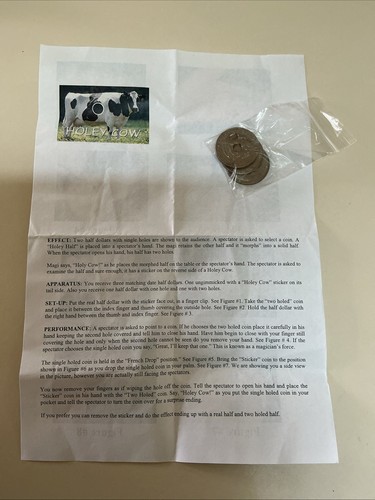 HOLEY COW
EFFECT: Two half dollars with single holes are shown to the audience. A spectator is asked to select a coin. A
"Holey Half" is placed into a spectator's hand. The magi retains the other half and it "morphs" into a solid half.
When the spectator opens his hand, his half has two holes.
Magi says, "Holy Cow!" as he places the morphed half on the table or the spectator's hand. The spectator is asked to
examine the half and sure enough, it has a sticker on the reverse side of a Holey Cow.
APPARATUS: You receive three matching date half dollars. One ungimmicked with a "Holey Cow" sticker on its
tail side. Also you receive one half dollar with one hole and one with two holes.
SET-UP: Put the real half dollar with the sticker face out, in a finger clip. See Figure #1. Take the "two holed" coin
and place it between the index finger and thumb covering the outside hole. See Figure #2. Hold the half dollar with
the right hand between the thumb and index finger. See Figure # 3.
PERFORMANCE: A spectator is asked to point to a coin. If he chooses the two holed coin place it carefully in his
hand keeping the second hole covered and tell him to close his hand. Have him begin to close with your finger still
covering the hole and only when the second hole cannot be seen do you remove your hand. See Figure # 4. If the
spectator chooses the single holed coin you say, "Great, I'll keep that one." This is known as a magician's force.
The single holed coin is held in the "French Drop" position. See Figure #5. Bring the "Sticker" coin to the position
shown in Figure #6 as you drop the single holed coin in your palm. See Figure #7. We are showing you a side view
in the picture, however you are actually still facing the spectators.
You now remove your fingers as if wiping the hole off the coin. Tell the spectator to open his hand and place the
"Sticker" coin in his hand with the "Two Holed" coin. Say, "Holey Cow!" as you put the single holed coin in your
pocket and tell the spectator to turn the coin over for a surprise ending.
If you prefer you can remove the sticker and do the effect ending up with a real half and two holed half.